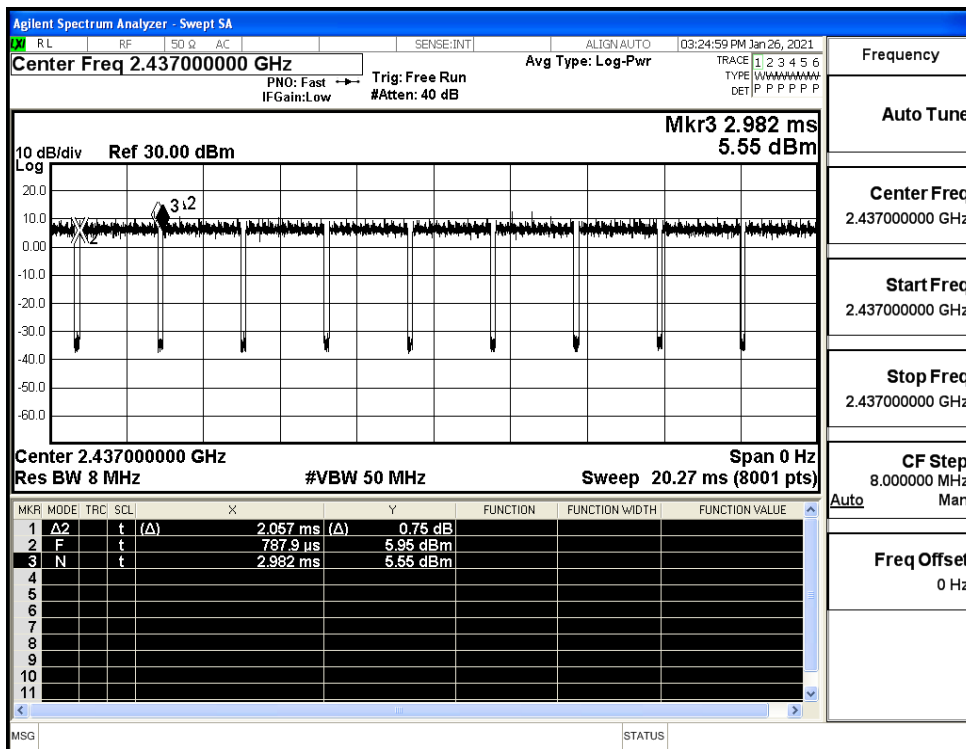 Agilent Spectrum Analyzer - Swept SA
LXI RL RF 50 Ω AC SENSE:INT ALIGN AUTO 03:24:59 PM Jan 26, 2021
Center Freq 2.437000000 GHz
PNO: Fast
IFGain:Low
Trig: Free Run
#Atten: 40 dB
Avg Type: Log-Pwr
TRACE 1 2 3 4 5 6
TYPE WWWWWW
DET P P P P P P
Mkr3 2.982 ms
5.55 dBm
10 dB/div Ref 30.00 dBm
Log
20.0
10.0
0.00
-10.0
-20.0
-30.0
-40.0
-50.0
-60.0
Center 2.437000000 GHz Span 0 Hz
Res BW 8 MHz #VBW 50 MHz Sweep 20.27 ms (8001 pts)
MKR MODE TRC SCL X Y FUNCTION FUNCTION WIDTH FUNCTION VALUE
1 Δ2 t (Δ) 2.057 ms (Δ) 0.75 dB
2 F t 787.9 µs 5.95 dBm
3 N t 2.982 ms 5.55 dBm
4
5
6
7
8
9
10
11
MSG STATUS
Frequency
Auto Tune
Center Freq
2.437000000 GHz
Start Freq
2.437000000 GHz
Stop Freq
2.437000000 GHz
CF Step
8.000000 MHz
Auto Man
Freq Offset
0 Hz